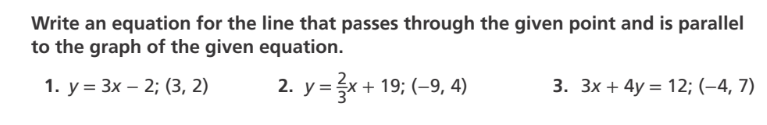 Write an equation for the line that passes through the given point and is parallel
to the graph of the given equation.
1. y = 3x – 2; (3, 2) 2. y = 2/3x + 19; (–9, 4) 3. 3x + 4y = 12; (–4, 7)